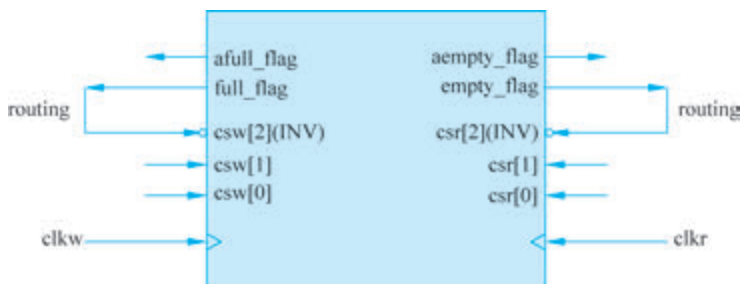 afull_flag
aempty_flag
full_flag
empty_flag
routing
routing
csw[2](INV)
csr[2](INV)
csw[1]
csr[1]
csw[0]
csr[0]
clkw
clkr